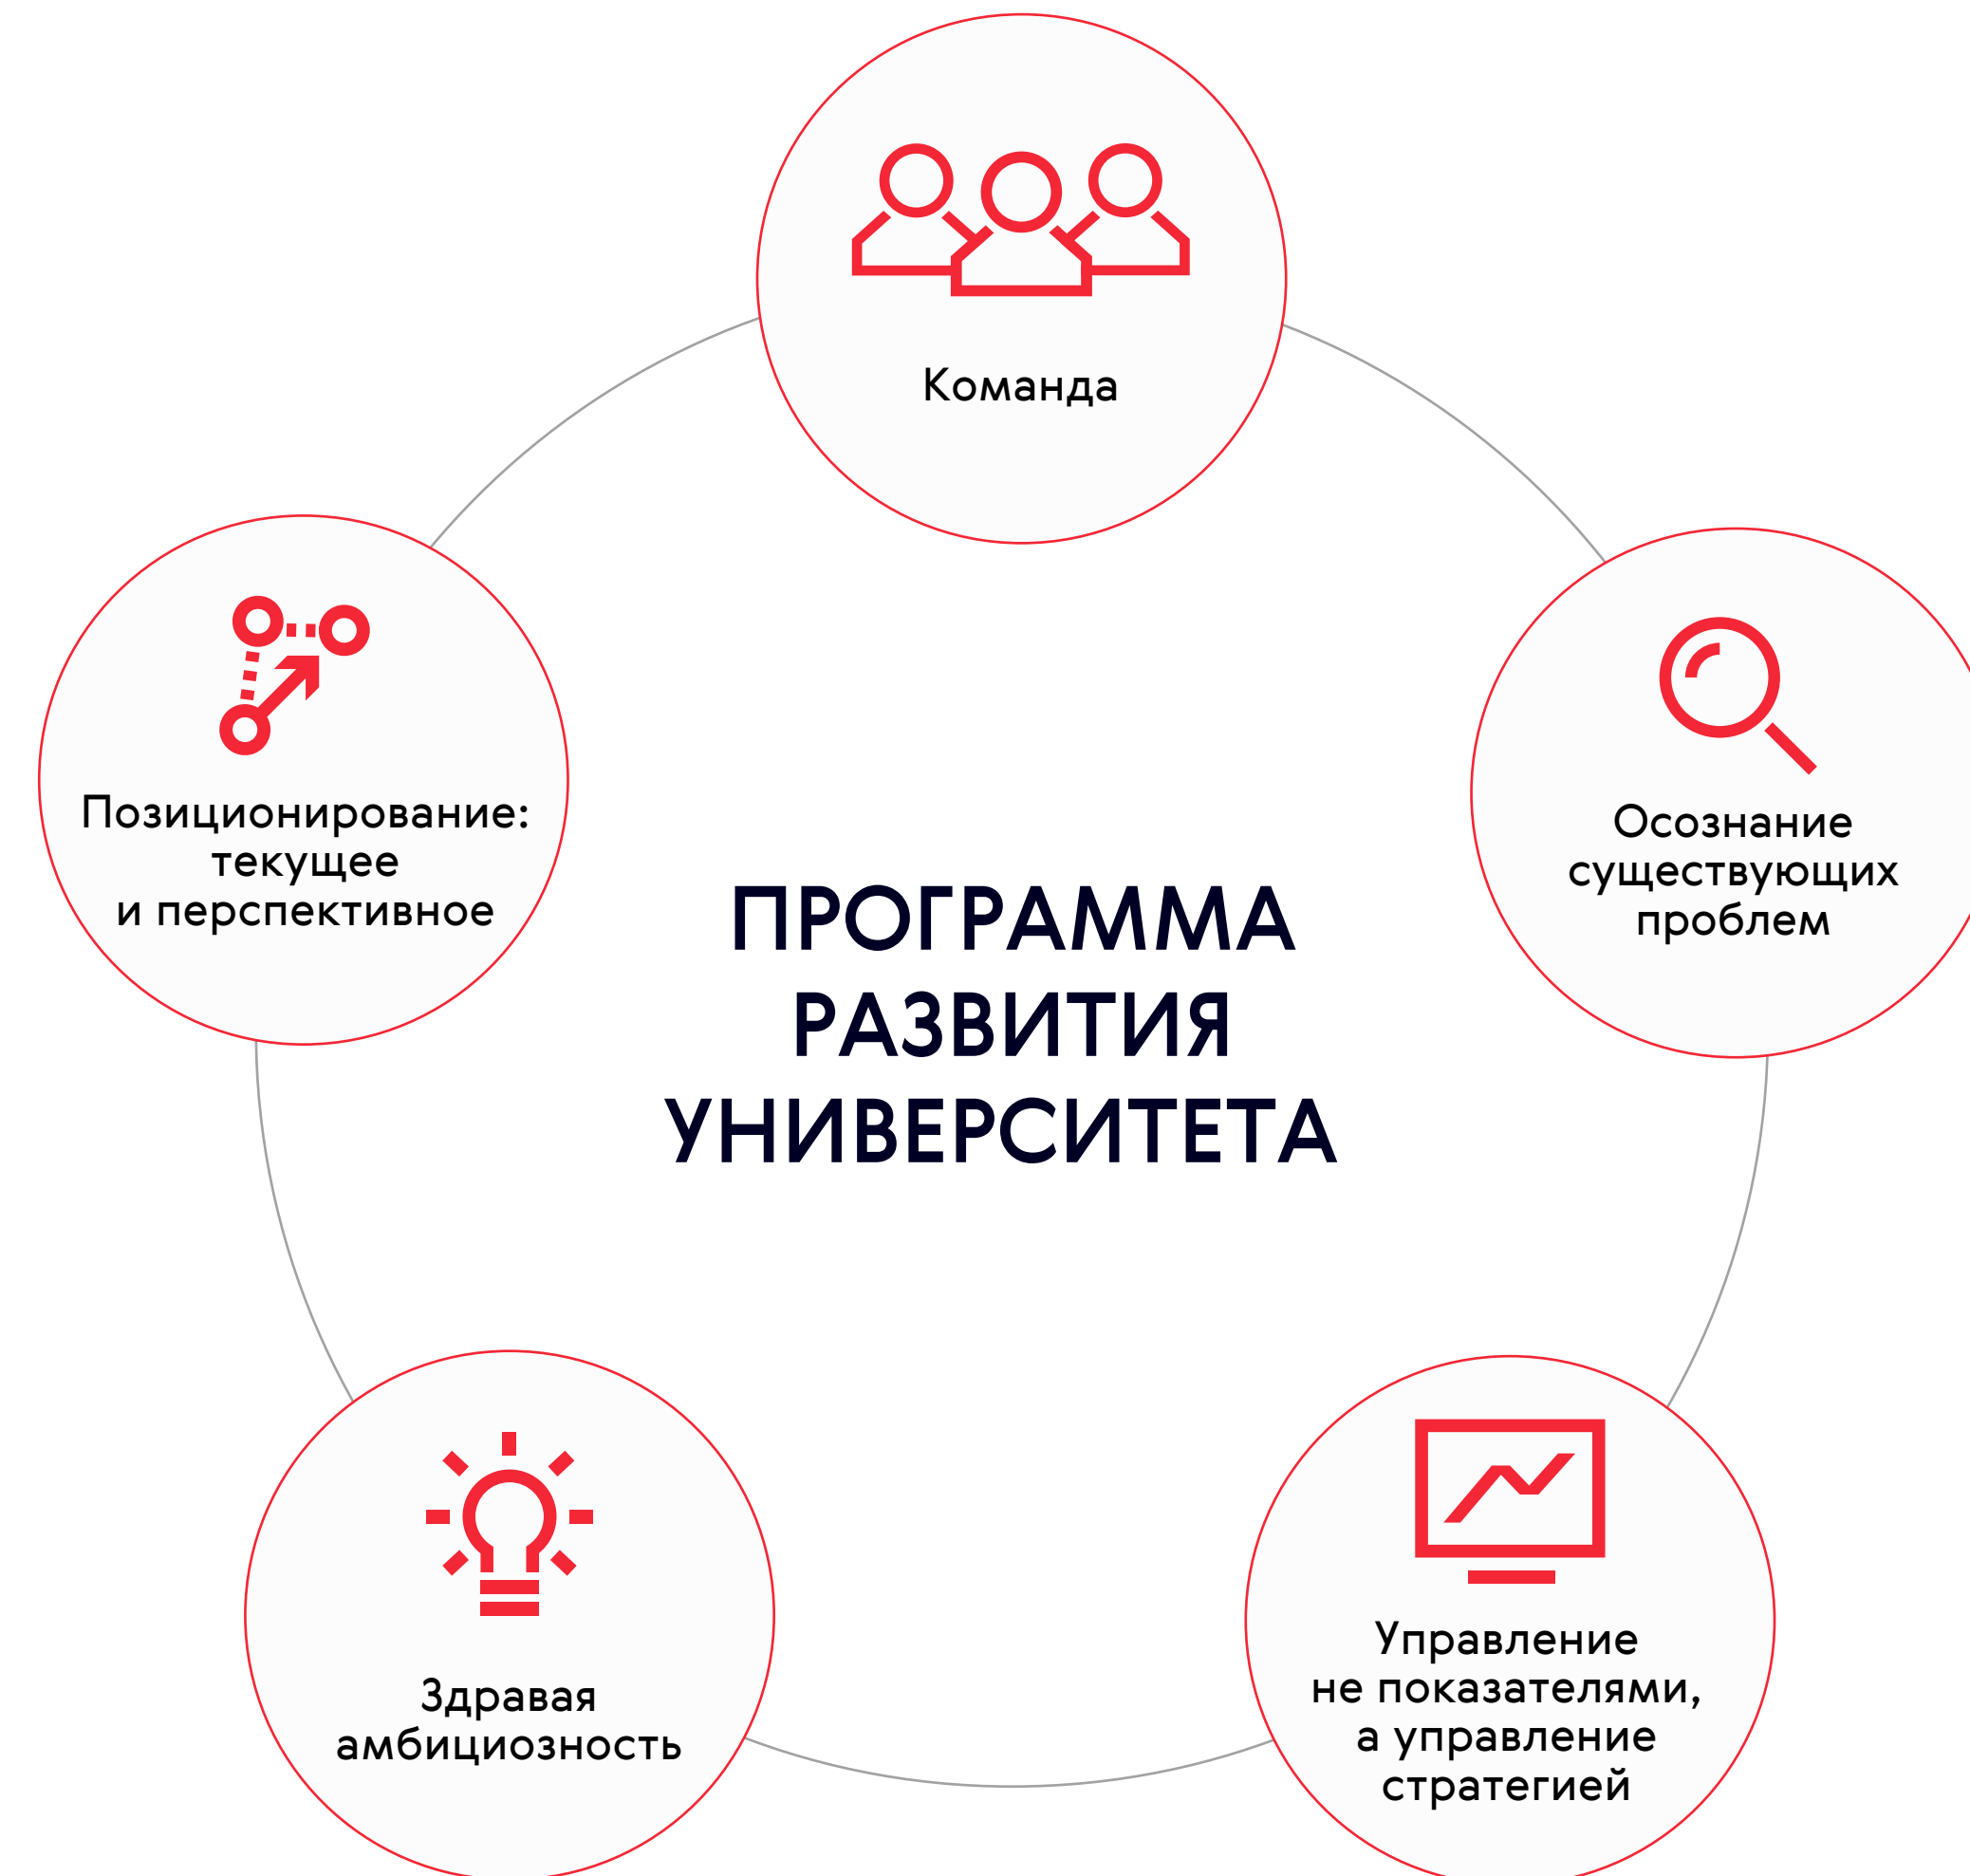 Команда
Позиционирование:
текущее
и перспективное
Осознание
существующих
проблем
ПРОГРАММА
РАЗВИТИЯ
УНИВЕРСИТЕТА
Здравая
амбициозность
Управление
не показателями,
а управление
стратегией